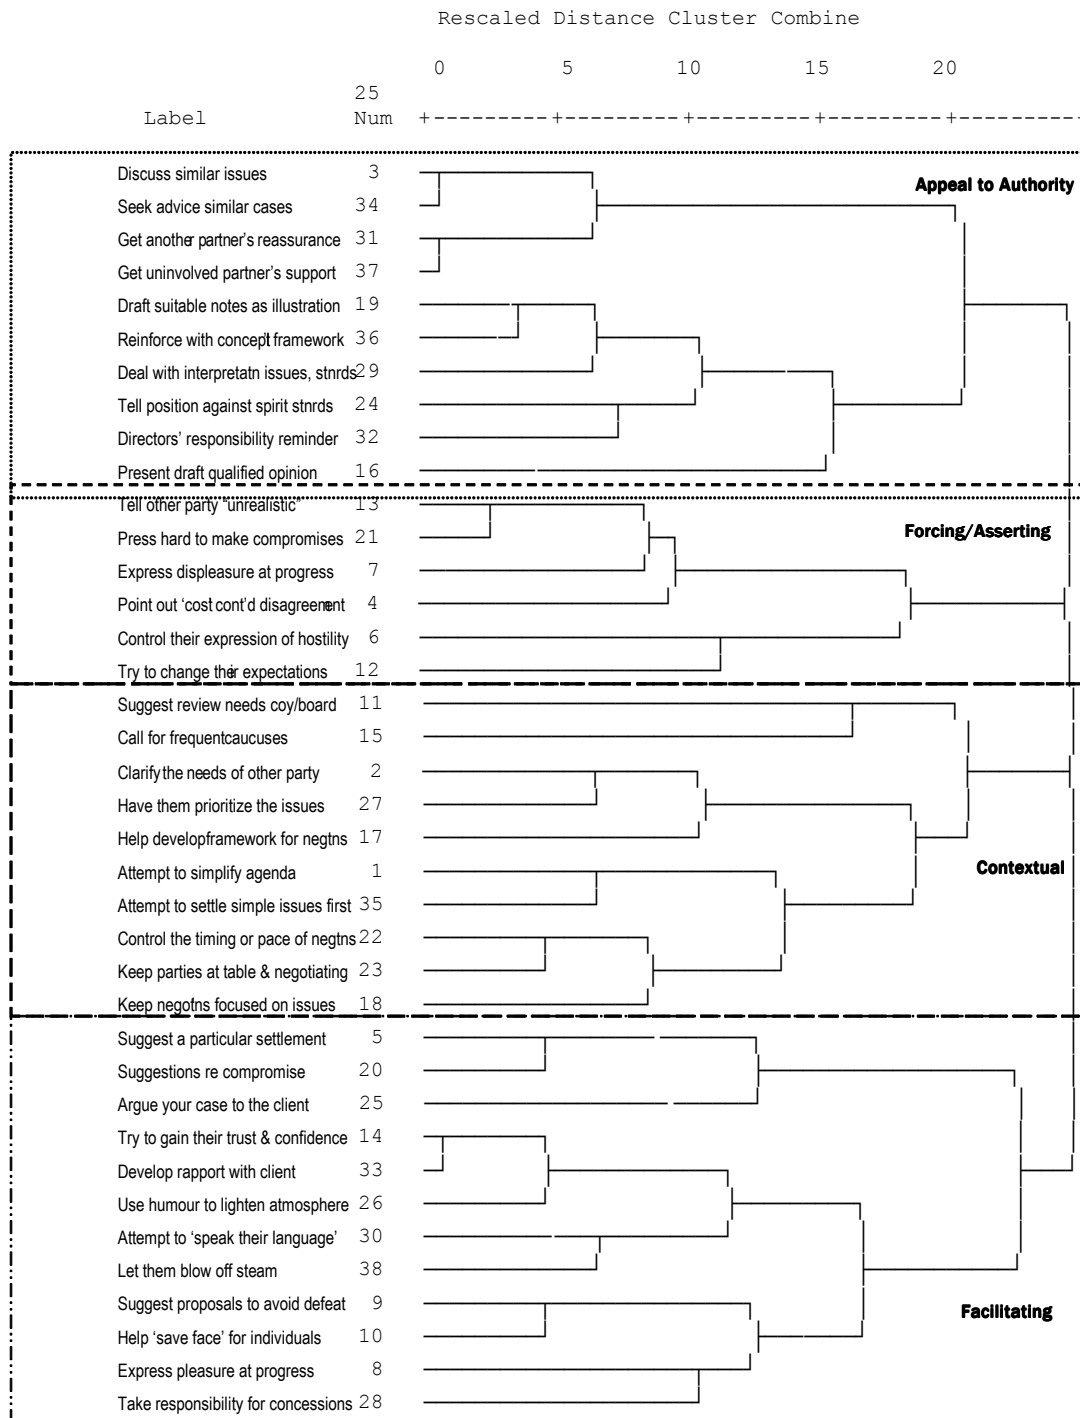 Rescaled Distance Cluster Combine
0 5 10 15 20
25
Label Num +---------+---------+---------+---------+---------
Discuss similar issues 3
Appeal to Authority
Seek advice similar cases 34
Get another partner's reassurance 31
Get uninvolved partner's support 37
Draft suitable notes as illustration 19
Reinforce with concep't framework 36
Deal with interpretatn issues, stnrds 29
Tell position against spirit stnrds 24
Directors' responsibility reminder 32
Present draft qualified opinion 16
Tell other party "unrealistic" 13
Forcing/Asserting
Press hard to make compromises 21
Express displeasure at progress 7
Point out 'cost' cont'd disagreement 4
Control their expression of hostility 6
Try to change their expectations 12
Suggest review needs coy/board 11
Call for frequent caucuses 15
Clarify the needs of other party 2
Have them prioritize the issues 27
Help develop framework for negtns 17
Attempt to simplify agenda 1
Contextual
Attempt to settle simple issues first 35
Control the timing or pace of negtns 22
Keep parties at table & negotiating 23
Keep negotns focused on issues 18
Suggest a particular settlement 5
Suggestions re compromise 20
Argue your case to the client 25
Try to gain their trust & confidence 14
Develop rapport with client 33
Use humour to lighten atmosphere 26
Attempt to 'speak their language' 30
Let them blow off steam 38
Suggest proposals to avoid defeat 9
Facilitating
Help 'save face' for individuals 10
Express pleasure at progress 8
Take responsibility for concessions 28